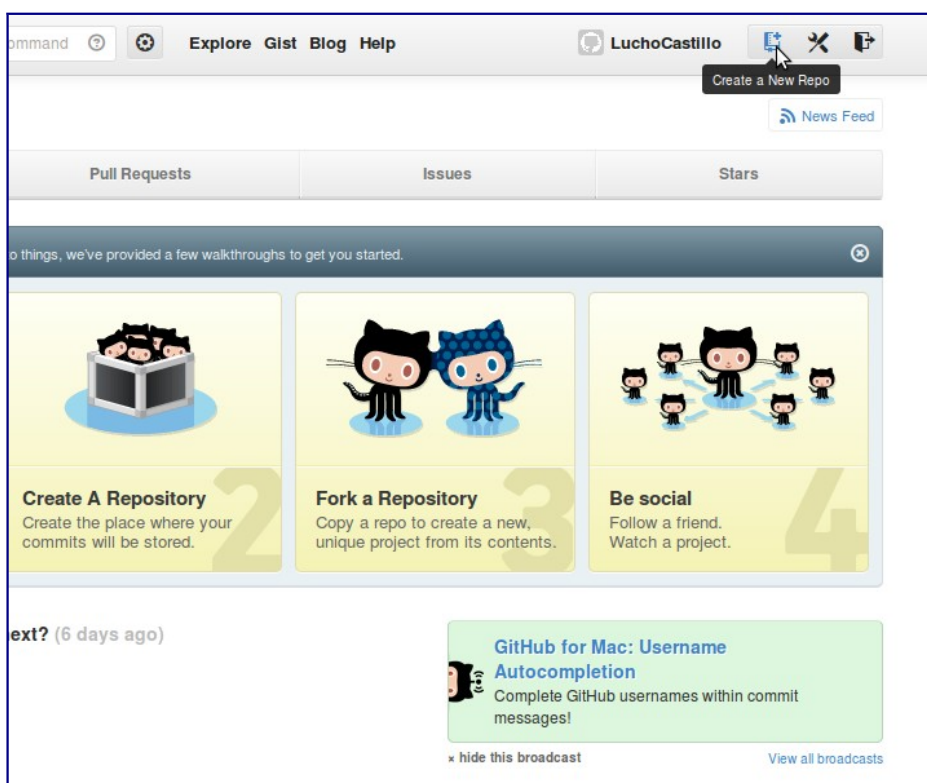 ommand
Explore Gist Blog Help
LuchoCastillo
Create a New Repo
News Feed
Pull Requests
Issues
Stars
o things, we've provided a few walkthroughs to get you started.
2
Create A Repository
Create the place where your
commits will be stored.
3
Fork a Repository
Copy a repo to create a new,
unique project from its contents.
4
Be social
Follow a friend.
Watch a project.
ext? (6 days ago)
GitHub for Mac: Username
Autocompletion
Complete GitHub usernames within commit
messages!
× hide this broadcast
View all broadcasts